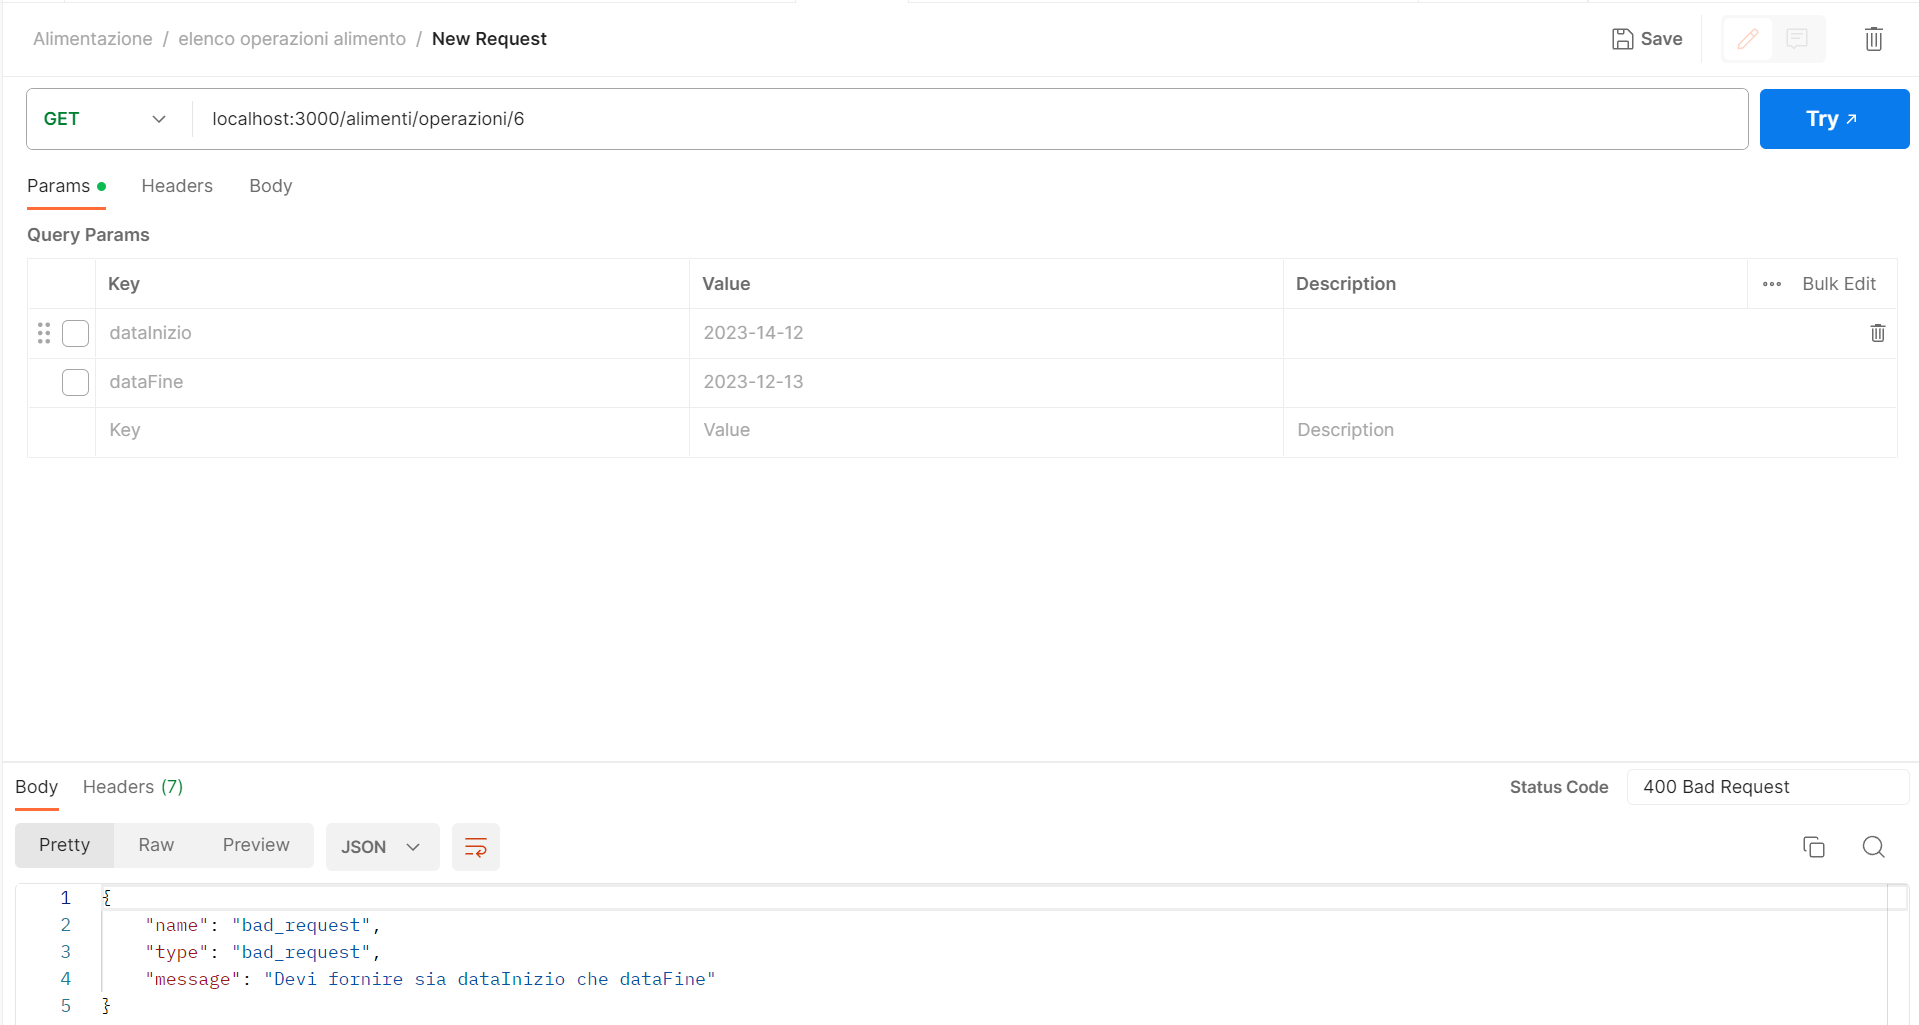 Alimentazione / elenco operazioni alimento / New Request
Save
GET
localhost:3000/alimenti/operazioni/6
Try
Params
Headers
Body
Query Params
Key Value Description Bulk Edit
dataInizio 2023-14-12
dataFine 2023-12-13
Key Value Description
Body Headers (7) Status Code 400 Bad Request
Pretty Raw Preview JSON
1 {
2 "name": "bad_request",
3 "type": "bad_request",
4 "message": "Devi fornire sia dataInizio che dataFine"
5 }